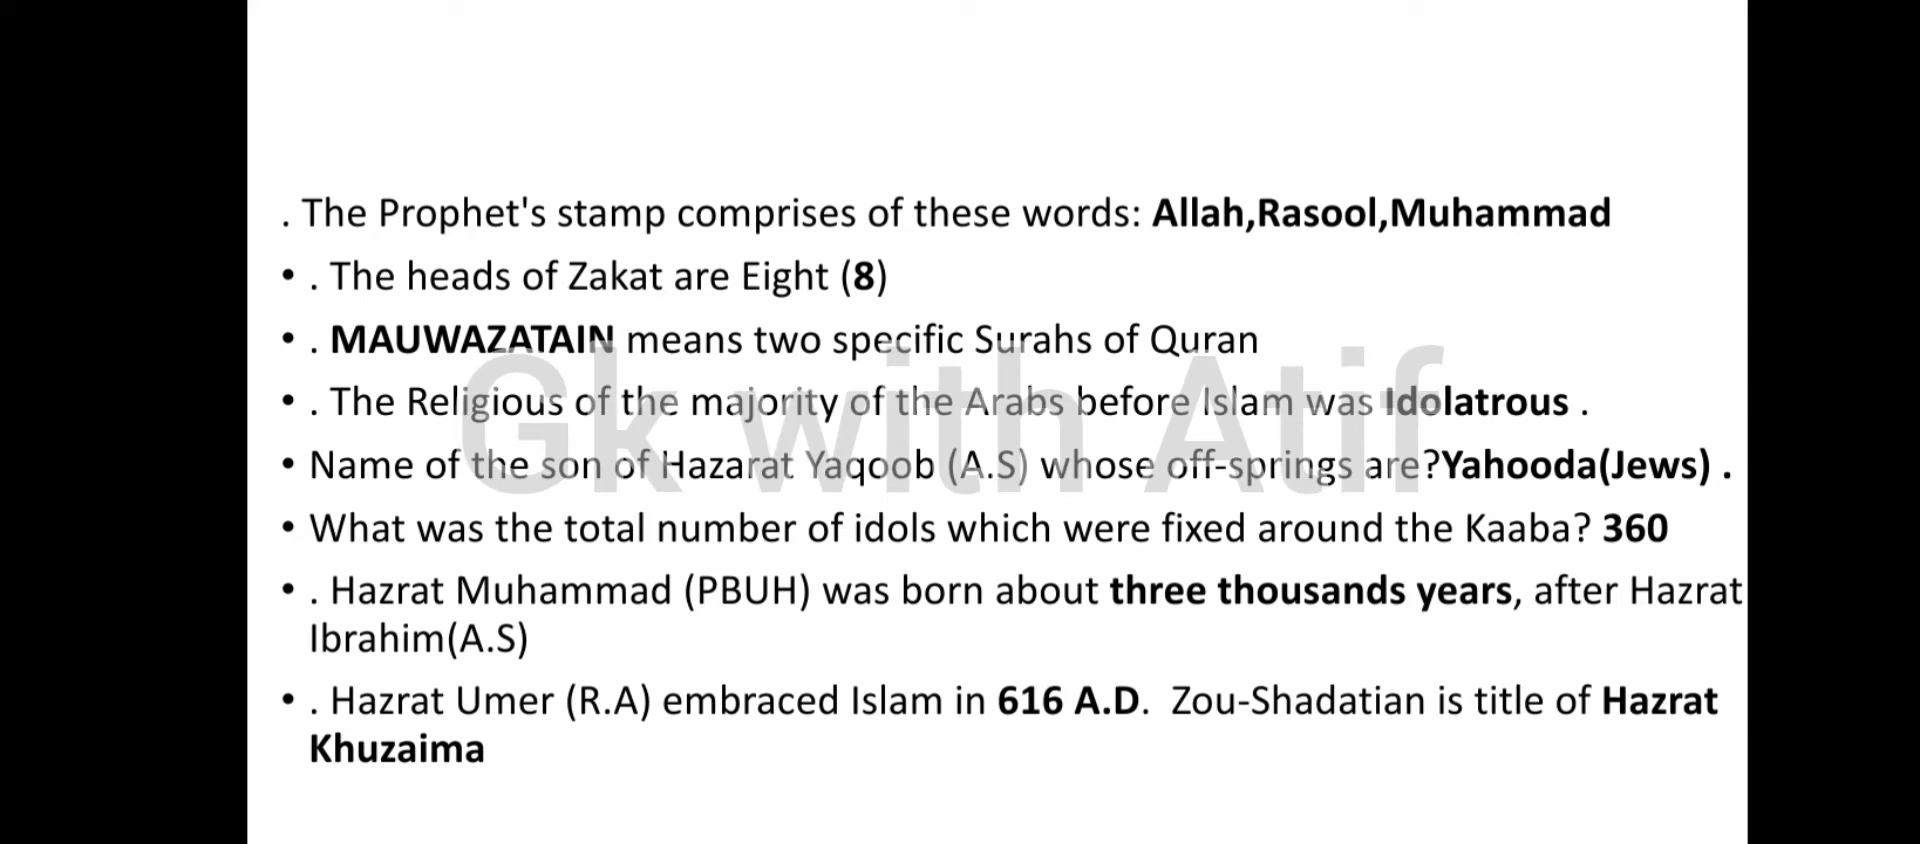 . The Prophet's stamp comprises of these words: Allah,Rasool,Muhammad
• . The heads of Zakat are Eight (8)
• . MAUWAZATAIN means two specific Surahs of Quran
Gk with Atif
• . The Religious of the majority of the Arabs before Islam was Idolatrous .
• Name of the son of Hazarat Yaqoob (A.S) whose off-springs are?Yahooda(Jews) .
• What was the total number of idols which were fixed around the Kaaba? 360
• . Hazrat Muhammad (PBUH) was born about three thousands years, after Hazrat
Ibrahim(A.S)
• . Hazrat Umer (R.A) embraced Islam in 616 A.D.  Zou-Shadatian is title of Hazrat
Khuzaima